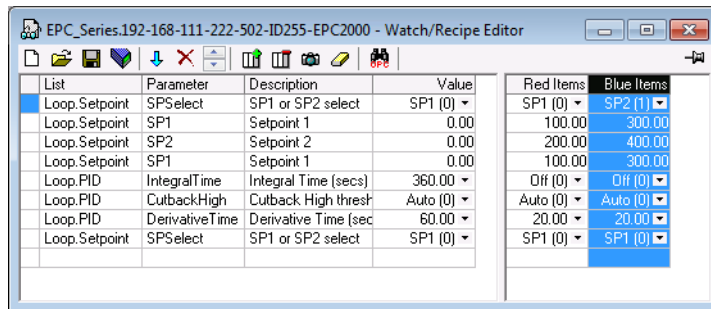 EPC_Series.192-168-111-222-502-ID255-EPC2000 - Watch/Recipe Editor
OPC
List Parameter Description Value Red Items Blue Items
Loop.Setpoint SPSelect SP1 or SP2 select SP1 (0) SP1 (0) SP2 (1)
Loop.Setpoint SP1 Setpoint 1 0.00 100.00 300.00
Loop.Setpoint SP2 Setpoint 2 0.00 200.00 400.00
Loop.Setpoint SP1 Setpoint 1 0.00 100.00 300.00
Loop.PID IntegralTime Integral Time (secs) 360.00 Off (0) Off (0)
Loop.PID CutbackHigh Cutback High thresh Auto (0) Auto (0) Auto (0)
Loop.PID DerivativeTime Derivative Time (sec 60.00 20.00 20.00
Loop.Setpoint SPSelect SP1 or SP2 select SP1 (0) SP1 (0) SP1 (0)